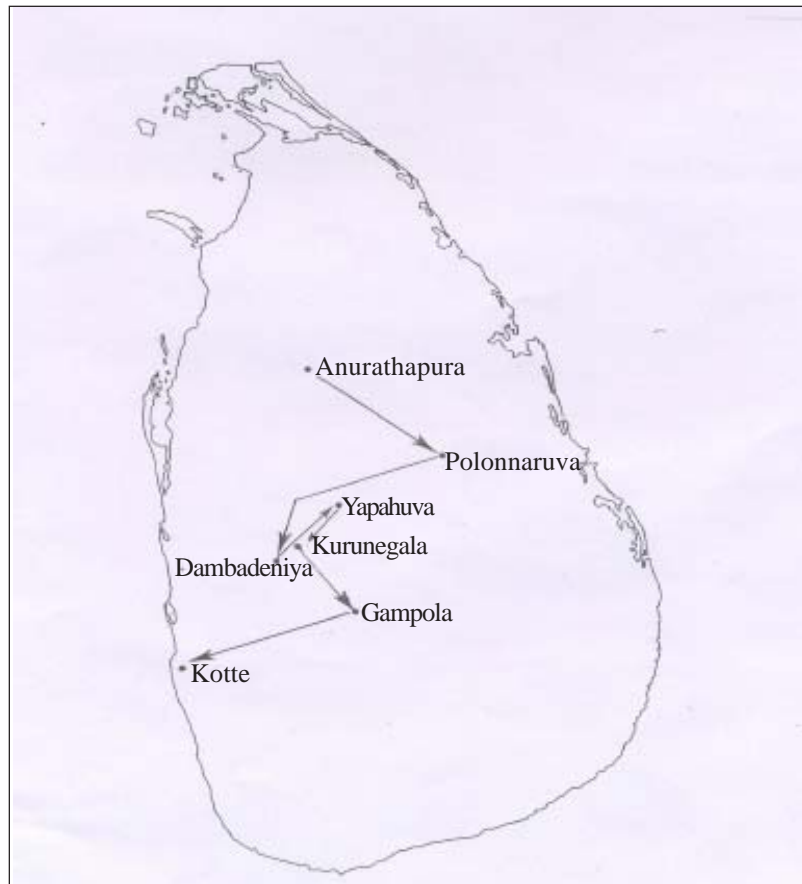 Anurathapura
Polonnaruva
Yapahuva
Kurunegala
Dambadeniya
Gampola
Kotte